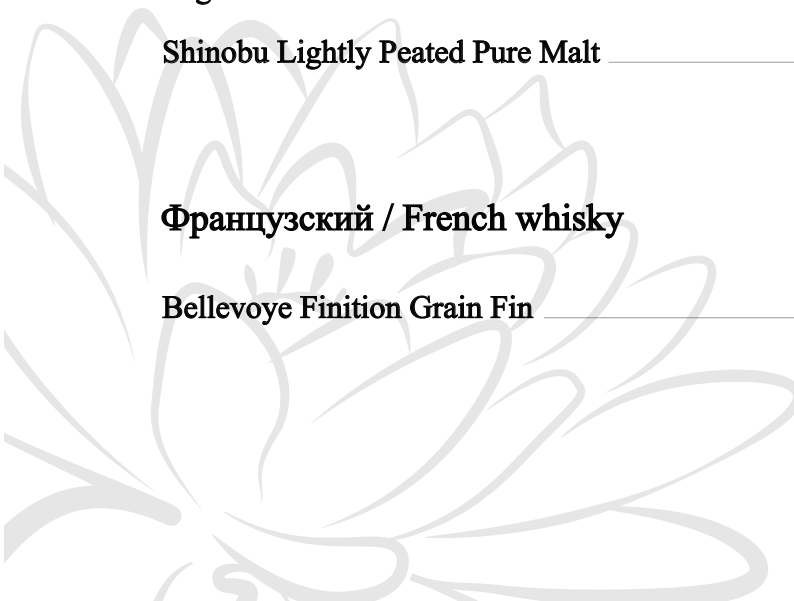 Shinobu Lightly Peated Pure Malt
Французский / French whisky
Bellevoye Finition Grain Fin